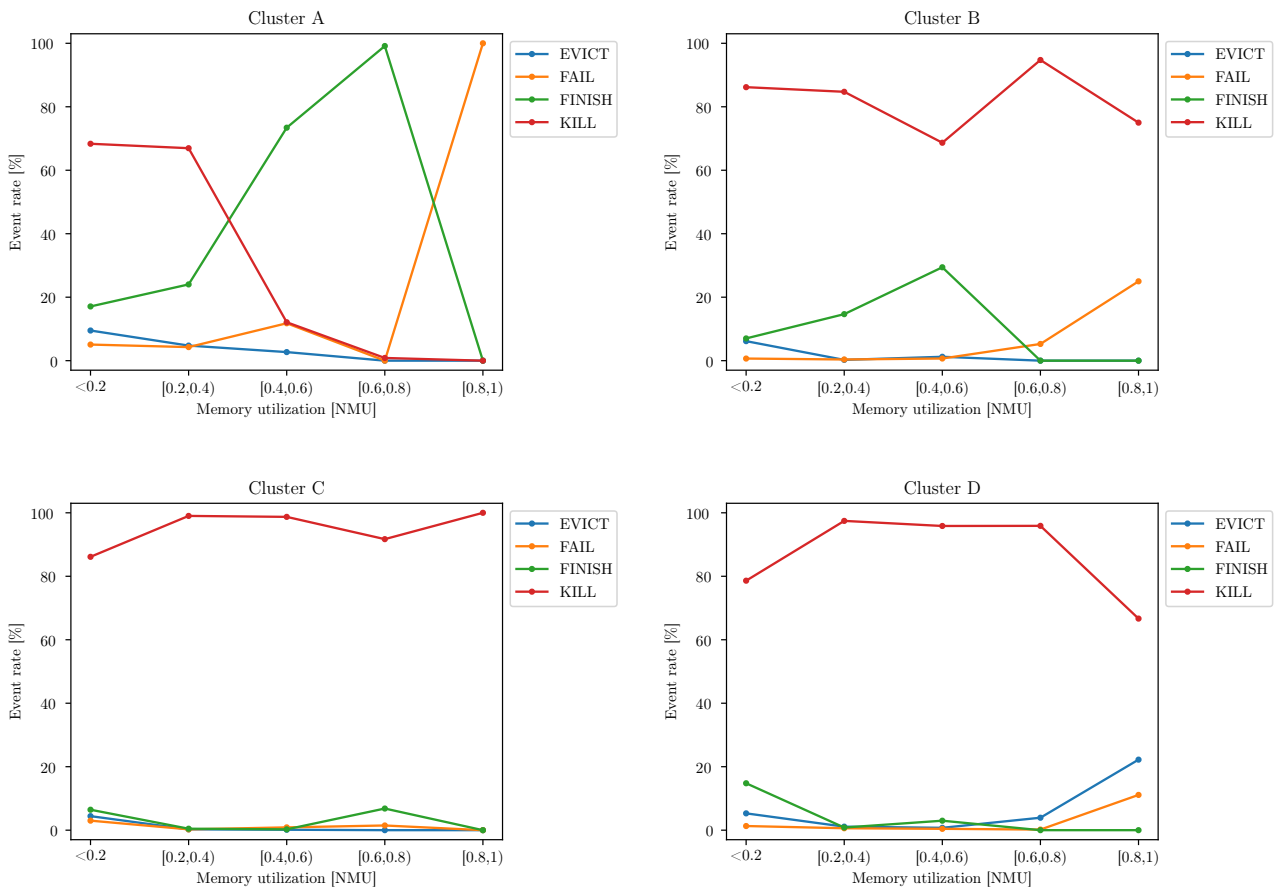 Cluster A
100
80
60
40
20
0
Event rate [%]
<0.2
[0.2,0.4)
[0.4,0.6)
[0.6,0.8)
[0.8,1)
Memory utilization [NMU]
EVICT
FAIL
FINISH
KILL
Cluster B
100
80
60
40
20
0
Event rate [%]
<0.2
[0.2,0.4)
[0.4,0.6)
[0.6,0.8)
[0.8,1)
Memory utilization [NMU]
EVICT
FAIL
FINISH
KILL
Cluster C
100
80
60
40
20
0
Event rate [%]
<0.2
[0.2,0.4)
[0.4,0.6)
[0.6,0.8)
[0.8,1)
Memory utilization [NMU]
EVICT
FAIL
FINISH
KILL
Cluster D
100
80
60
40
20
0
Event rate [%]
<0.2
[0.2,0.4)
[0.4,0.6)
[0.6,0.8)
[0.8,1)
Memory utilization [NMU]
EVICT
FAIL
FINISH
KILL